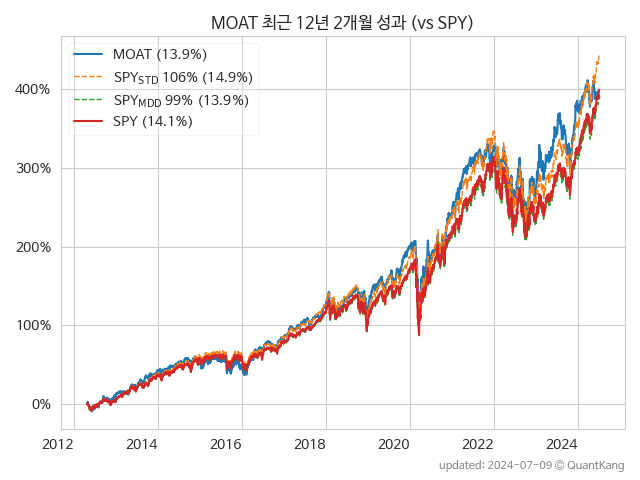 MOAT 최근 12년 2개월 성과 (vs SPY)
MOAT (13.9%)
SPY_STD 106% (14.9%)
SPY_MDD 99% (13.9%)
SPY (14.1%)
400%
300%
200%
100%
0%
2012 2014 2016 2018 2020 2022 2024
updated: 2024-07-09 © QuantKang